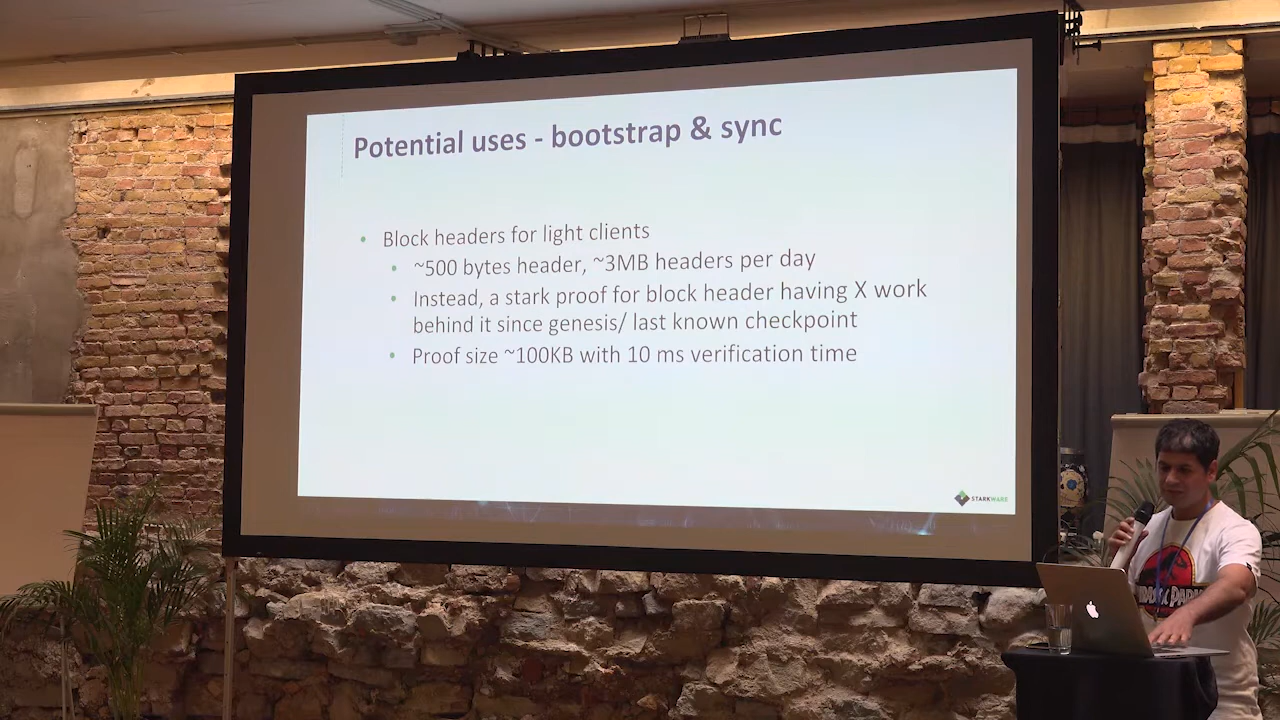 Potential uses - bootstrap & sync
• Block headers for light clients
• ~500 bytes header, ~3MB headers per day
• Instead, a stark proof for block header having X work
behind it since genesis/ last known checkpoint
• Proof size ~100KB with 10 ms verification time
STARKWARE